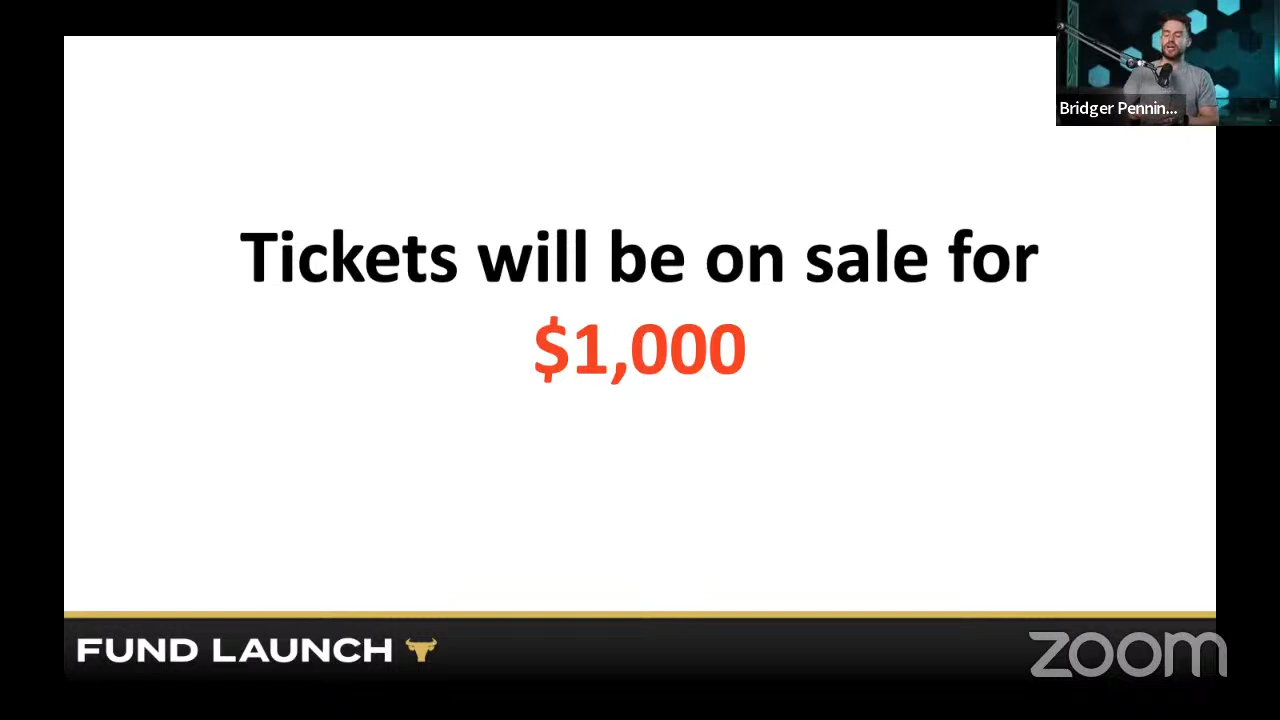 Bridger Pennin...
Tickets will be on sale for
$1,000
FUND LAUNCH
zoom